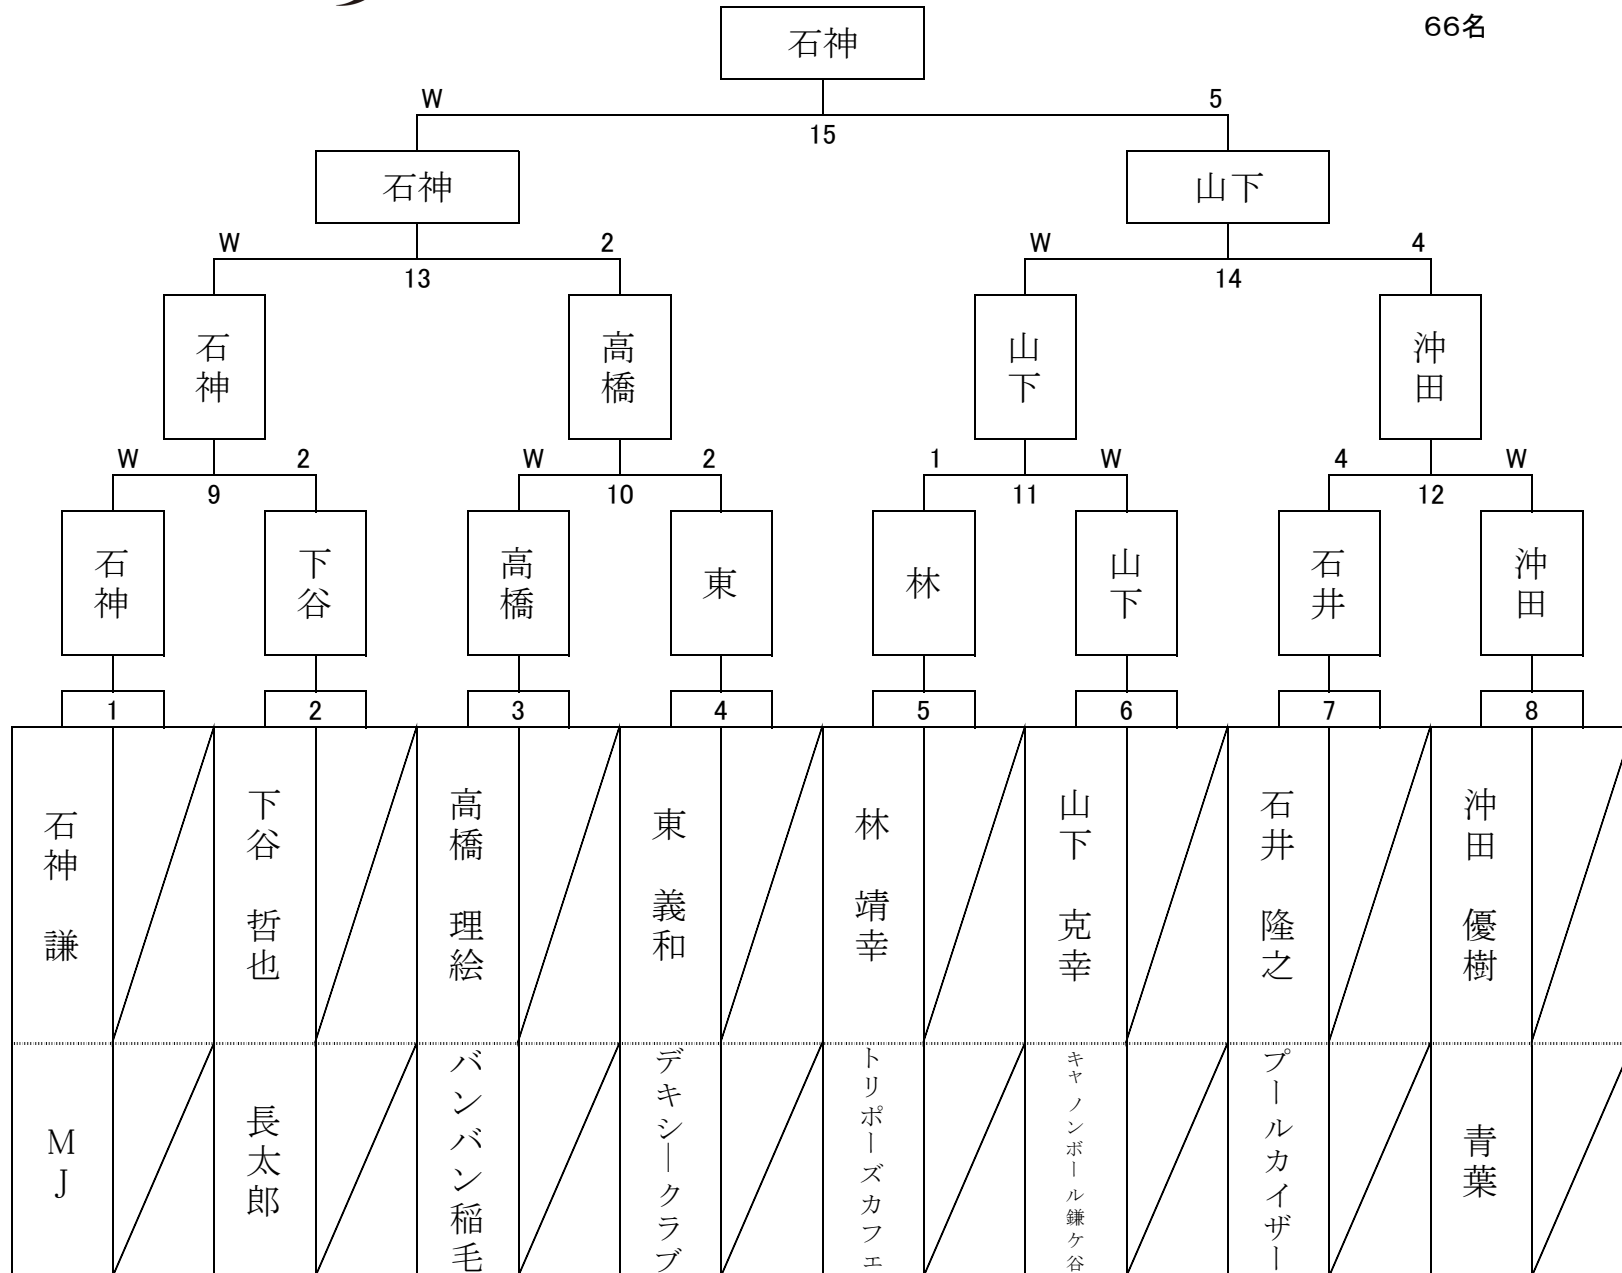 66名
石神
W 5
15
石神 山下
W 2 W 4
13 14
石神 高橋 山下 沖田
W 2 W 2 1 W 4 W
9 10 11 12
石神 下谷 高橋 東 林 山下 石井 沖田
1 2 3 4 5 6 7 8
石神 謙
下谷 哲也
高橋 理絵
東 義和
林 靖幸
山下 克幸
石井 隆之
沖田 優樹
MJ
長太郎
バンバン稲毛
デキシークラブ
トリポーズカフェ
キャノンボール鎌ケ谷
プールカイザー
青葉